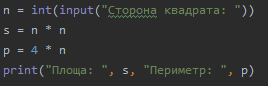 n = int(input("Сторона квадрата: "))
s = n * n
p = 4 * n
print("Площа: ", s, "Периметр: ", p)